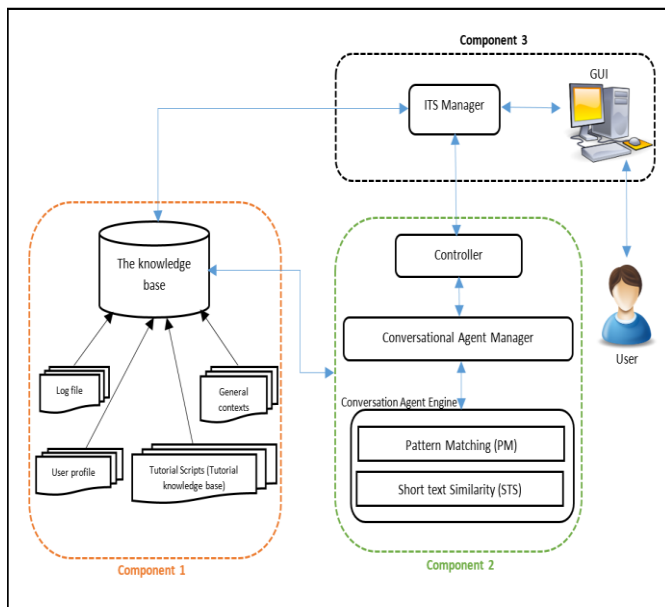 Component 3
GUI
ITS Manager
The knowledge
base
Controller
Conversational Agent Manager
User
Log file
General
contexts
Conversation Agent Engine
Pattern Matching (PM)
User profile
Tutorial Scripts (Tutorial
knowledge base)
Short text Similarity (STS)
Component 1
Component 2